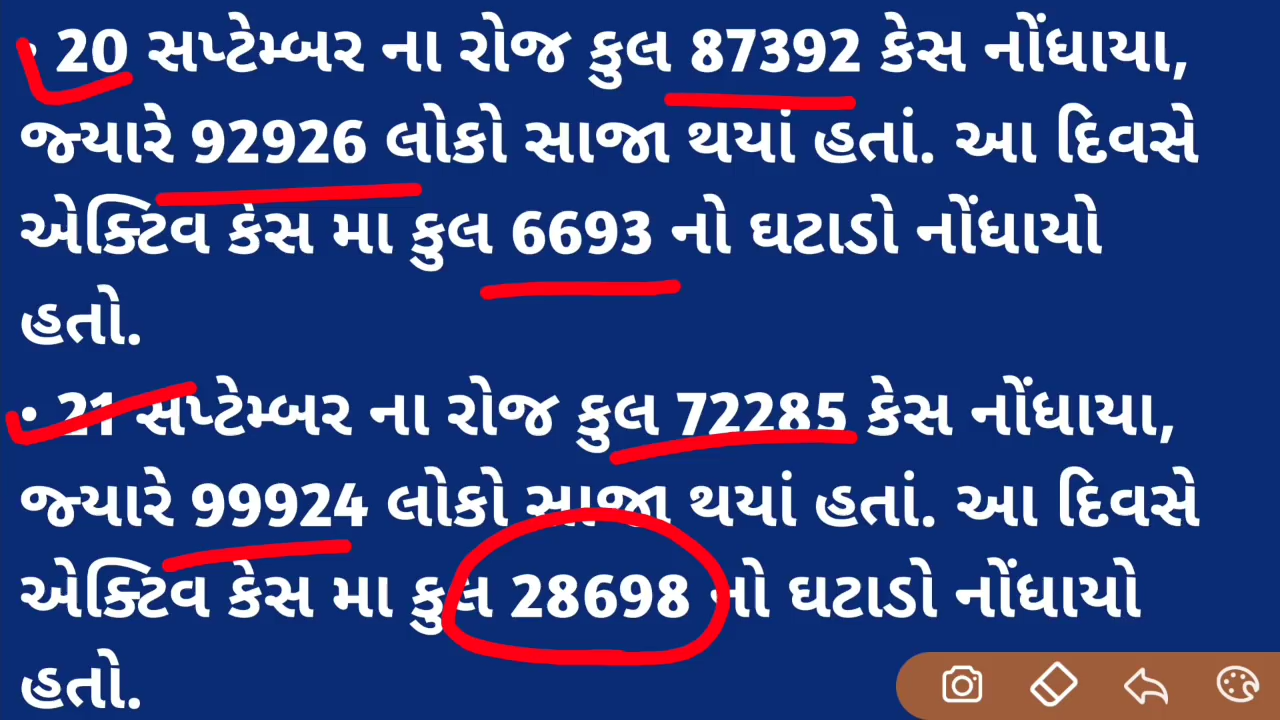 • 20 સપ્ટેમ્બર ના રોજ કુલ 87392 કેસ નોંધાયા,
જ્યારે 92926 લોકો સાજા થયાં હતાં. આ દિવસે
એક્ટિવ કેસ મા કુલ 6693 નો ઘટાડો નોંધાયો
હતો.
• 21 સપ્ટેમ્બર ના રોજ કુલ 72285 કેસ નોંધાયા,
જ્યારે 99924 લોકો સાજા થયાં હતાં. આ દિવસે
એક્ટિવ કેસ મા કુલ 28698 નો ઘટાડો નોંધાયો
હતો.